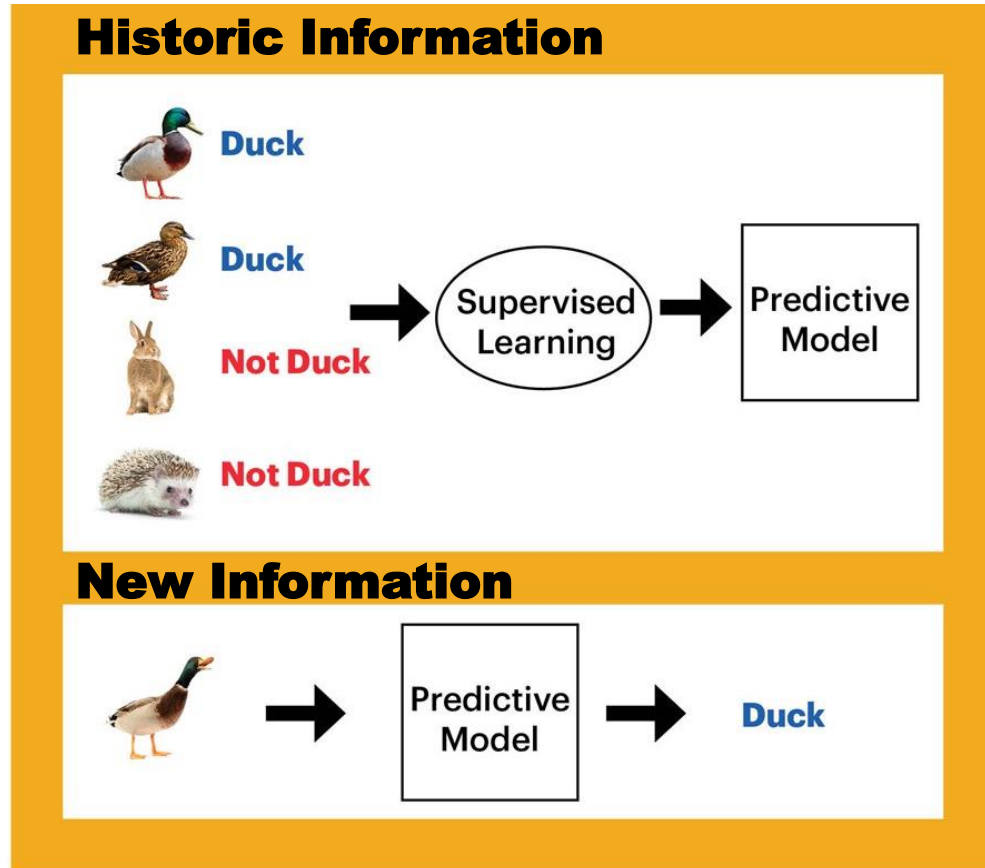 Historic Information
Duck
Duck
Supervised
Learning
Predictive
Model
Not Duck
Not Duck
New Information
Predictive
Model
Duck